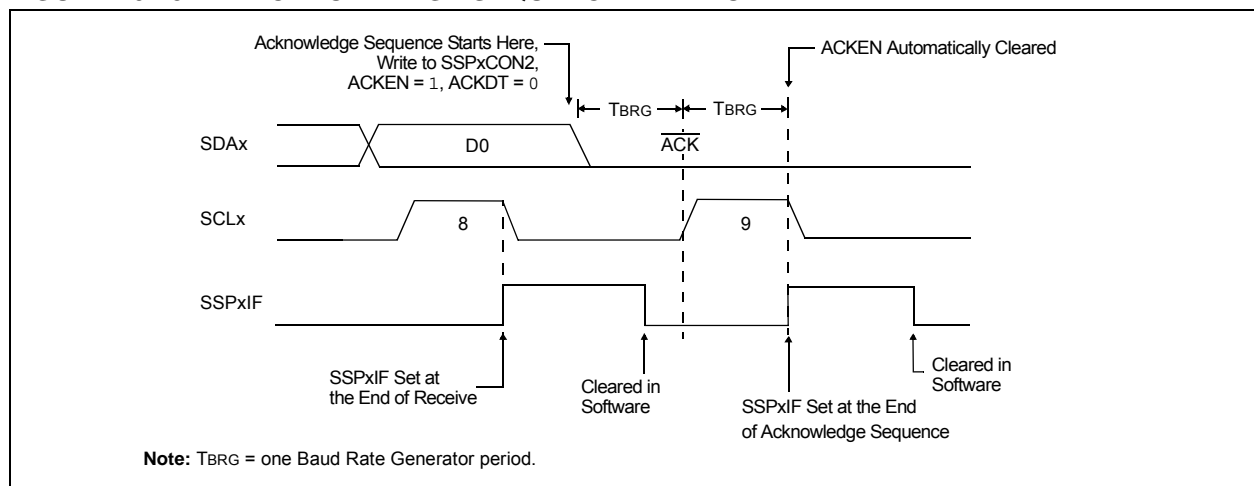 Acknowledge Sequence Starts Here,
Write to SSPxCON2,
ACKEN = 1, ACKDT = 0
ACKEN Automatically Cleared
TBRG
TBRG
SDAx
D0
ACK
SCLx
8
9
SSPxIF
SSPxIF Set at
the End of Receive
Cleared in
Software
SSPxIF Set at the End
of Acknowledge Sequence
Cleared in
Software
Note: TBRG = one Baud Rate Generator period.